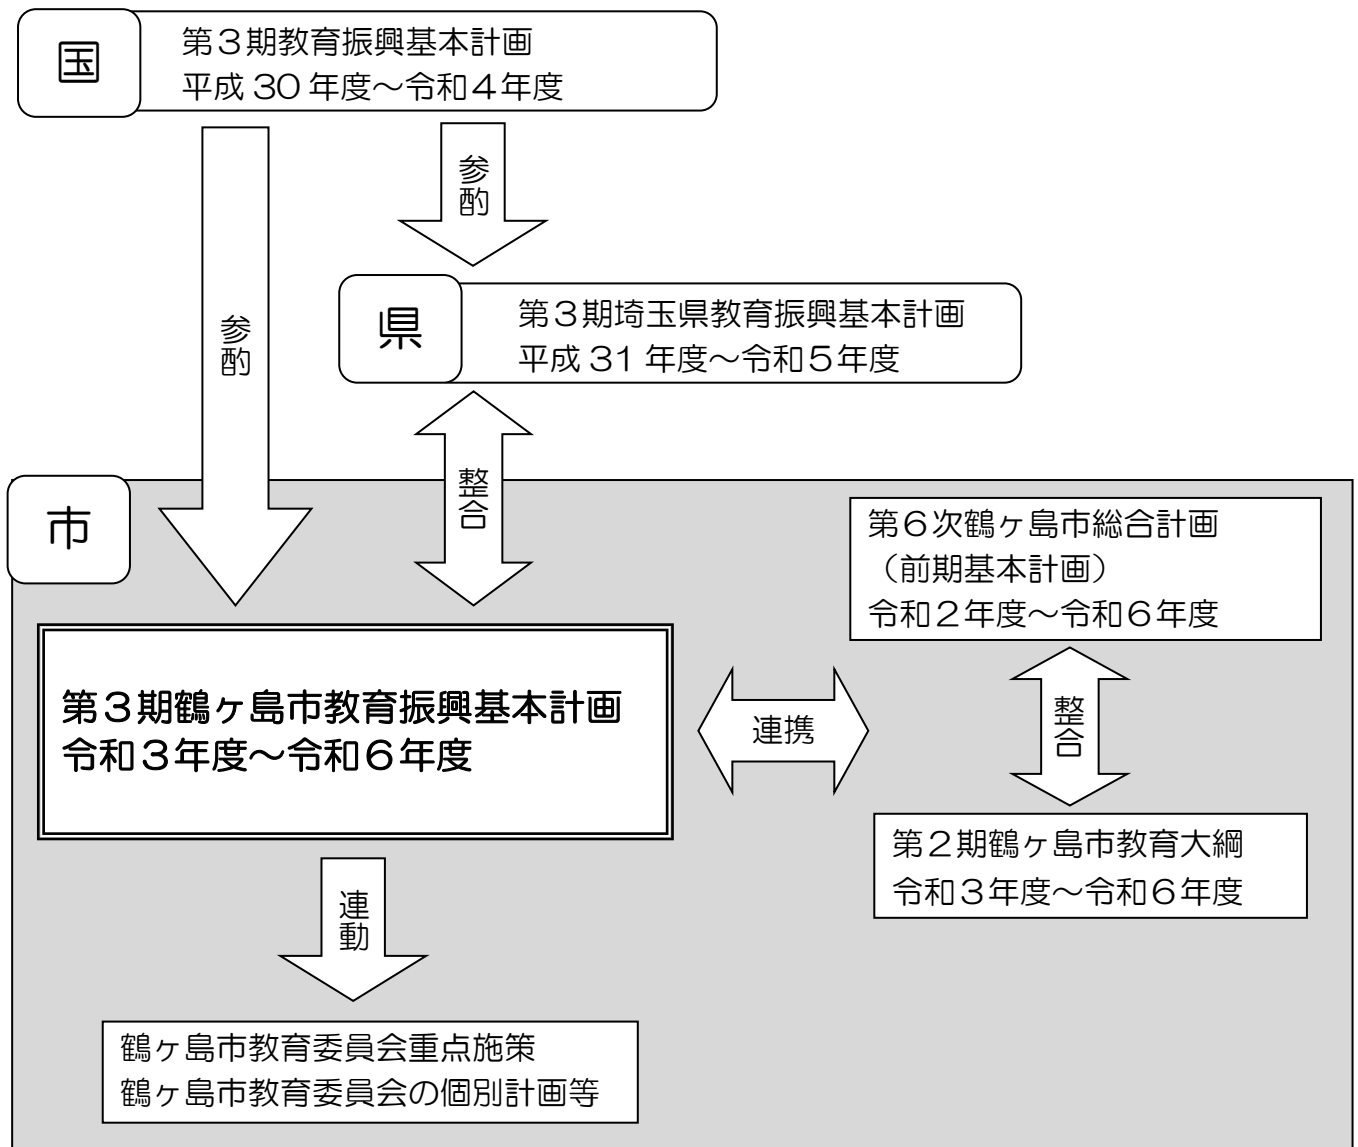 国
第３期教育振興基本計画
平成 30 年度～令和４年度
参酌
参酌
県
第３期埼玉県教育振興基本計画
平成 31 年度～令和５年度
整合
市
第６次鶴ヶ島市総合計画
（前期基本計画）
令和２年度～令和６年度
第３期鶴ヶ島市教育振興基本計画
令和３年度～令和６年度
連携
整合
第２期鶴ヶ島市教育大綱
令和３年度～令和６年度
連動
鶴ヶ島市教育委員会重点施策
鶴ヶ島市教育委員会の個別計画等